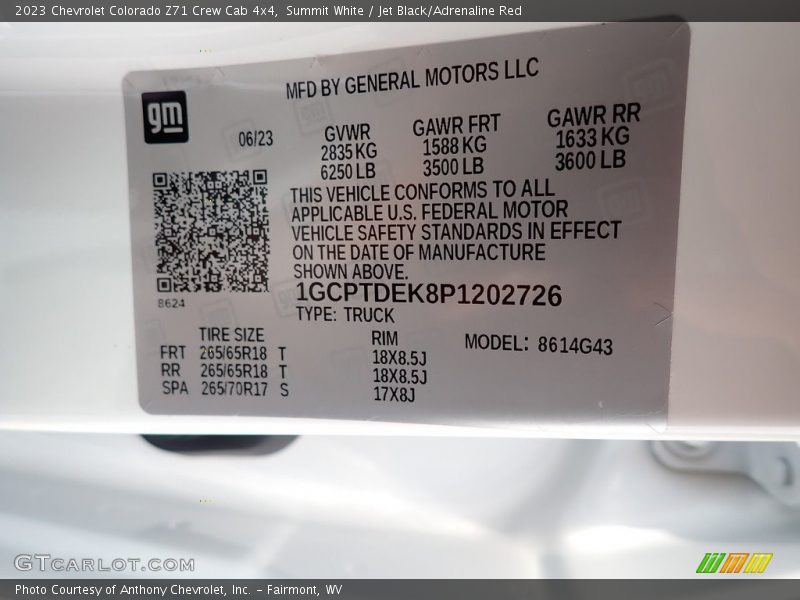 2023 Chevrolet Colorado Z71 Crew Cab 4x4, Summit White / Jet Black/Adrenaline Red
MFD BY GENERAL MOTORS LLC
gm
06/23
GVWR GAWR FRT GAWR RR
2835 KG 1588 KG 1633 KG
6250 LB 3500 LB 3600 LB
THIS VEHICLE CONFORMS TO ALL
APPLICABLE U.S. FEDERAL MOTOR
VEHICLE SAFETY STANDARDS IN EFFECT
ON THE DATE OF MANUFACTURE
SHOWN ABOVE.
8624
1GCPTDEK8P1202726
TYPE: TRUCK
TIRE SIZE RIM MODEL: 8614G43
FRT 265/65R18 T 18X8.5J
RR 265/65R18 T 18X8.5J
SPA 265/70R17 S 17X8J
GTcarlot.com
Photo Courtesy of Anthony Chevrolet, Inc. – Fairmont, WV